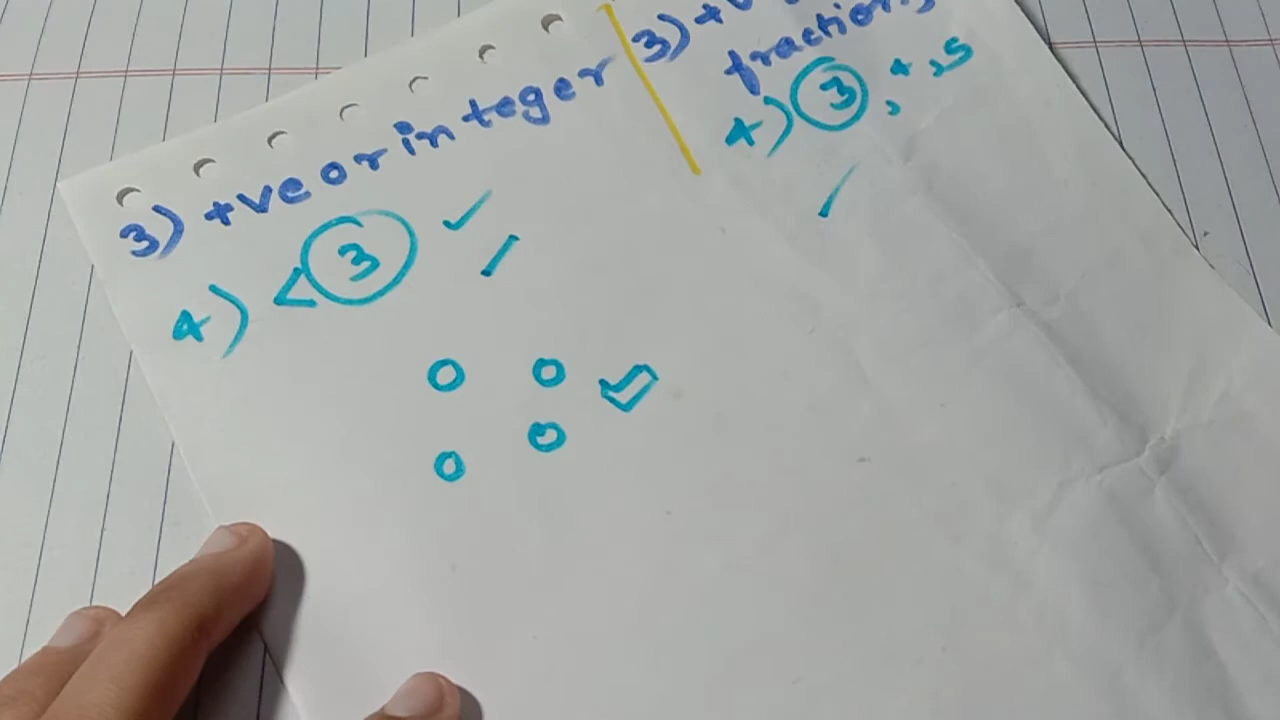 3) +ve or integer
4) < 3
3) +v
fraction,
4) 3 , 4, 5